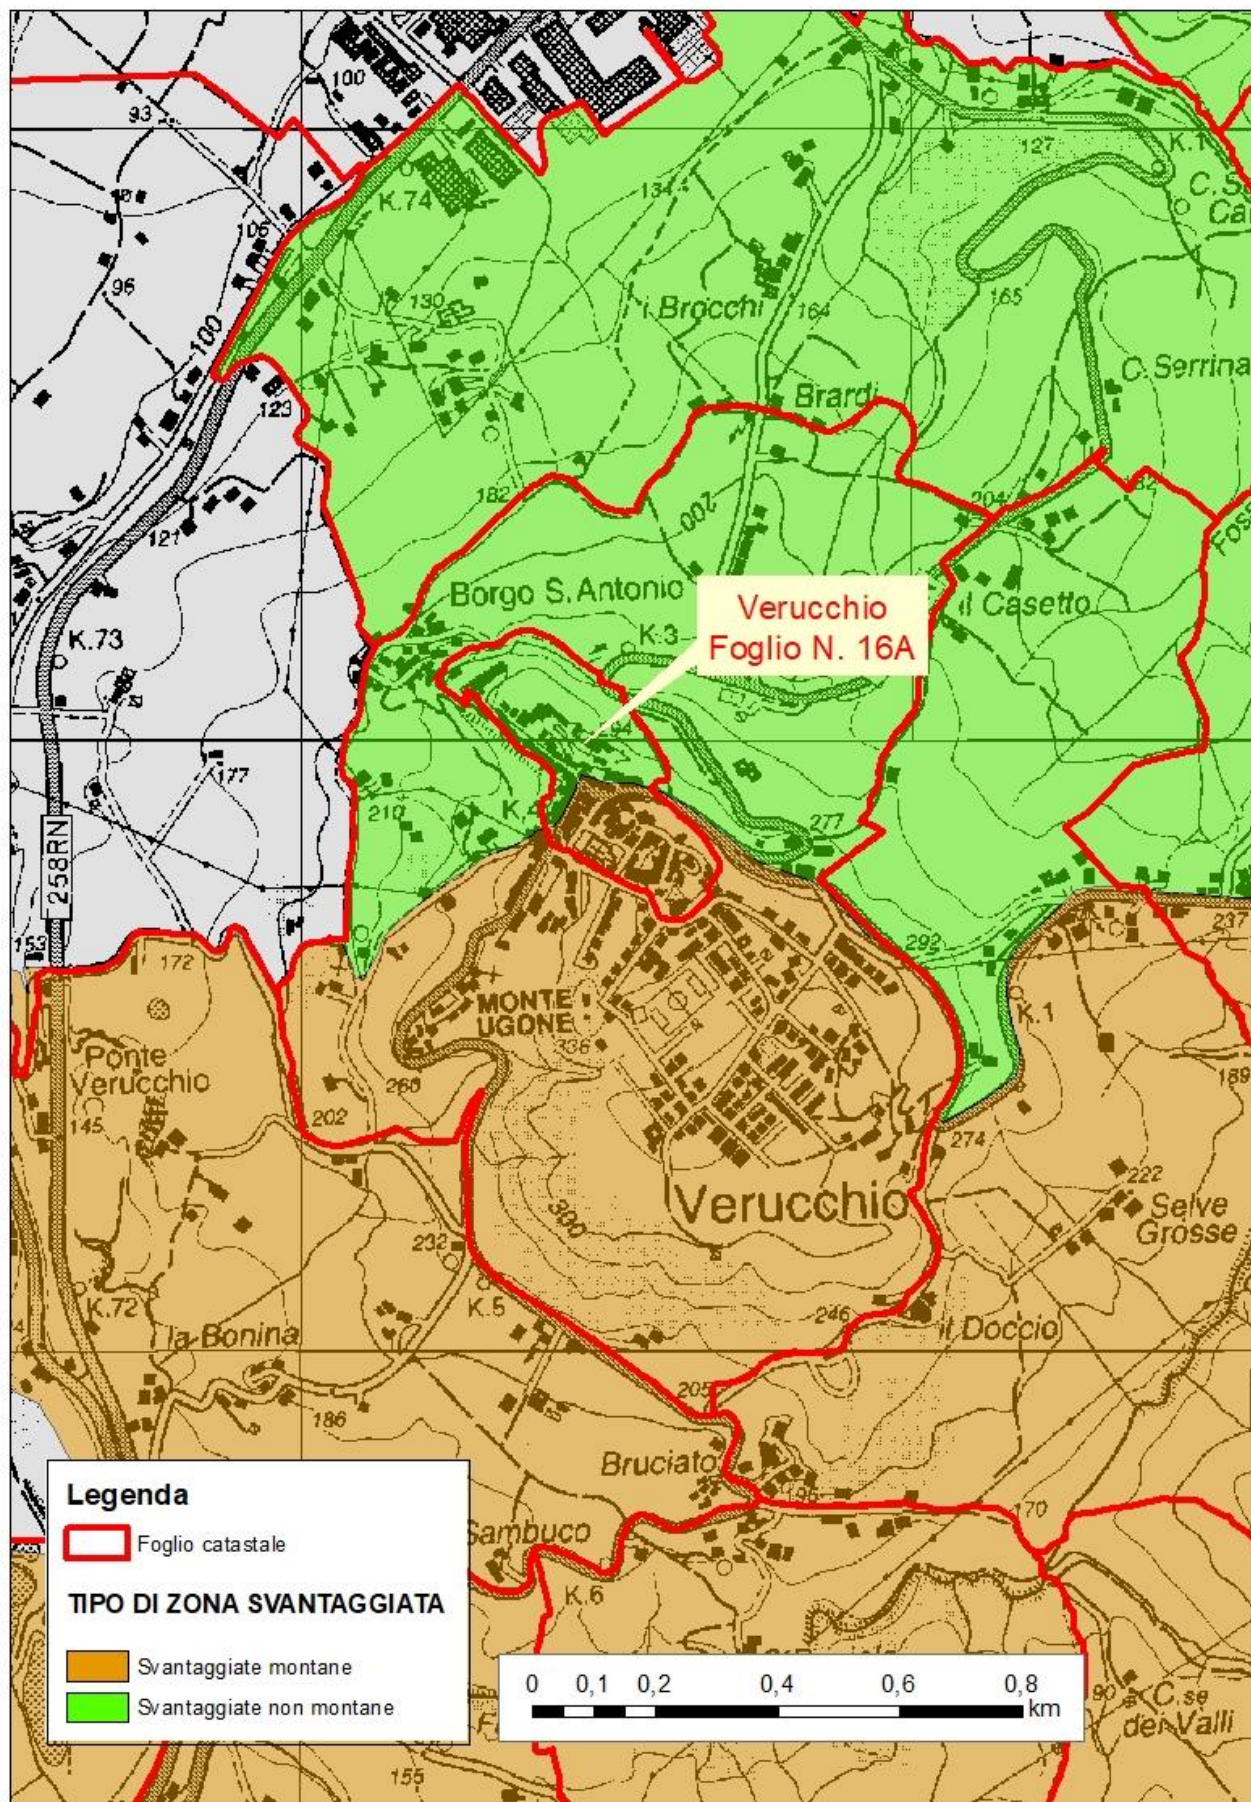 100
93
K.1
127
C. S
Ca
K.74
134
106
96
165
130
i Brocchi
164
100
C. Serrina
Brardi
123
182
204
182
200
121
Foss
Borgo S. Antonio
il Casetto
Verucchio
Foglio N. 16A
K.73
K.3
177
210
K.4
277
258RN
153
172
292
237
MONTE
UGONE
K.1
336
Ponte
Verucchio
260
189
145
202
274
222
Verucchio
Selve
Grosse
300
232
K.72
K.5
246
il Doccio
la Bonina
205
186
Bruciato
195
170
Sambuco
K.6
Legenda
Foglio catastale
TIPO DI ZONA SVANTAGGIATA
Svantaggiate montane
Svantaggiate non montane
0 0,1 0,2 0,4 0,6 0,8
km
90
C.se
dei Valli
155